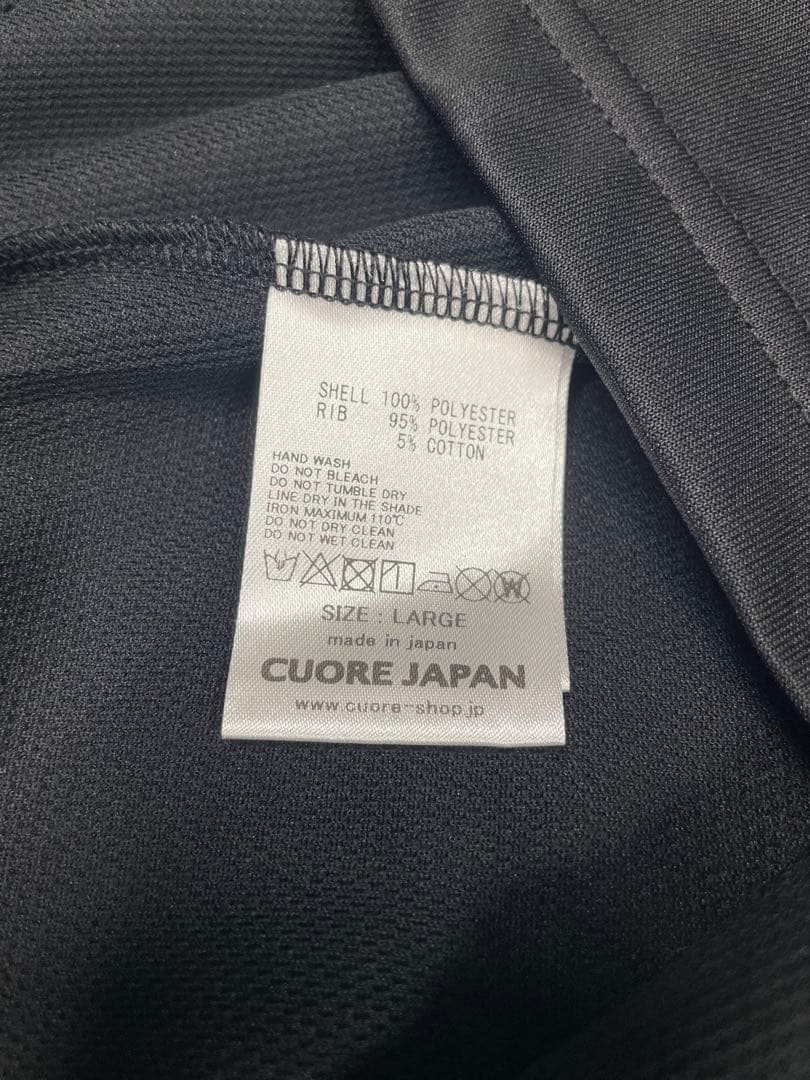 SHELL 100% POLYESTER
RIB 95% POLYESTER
5% COTTON
HAND WASH
DO NOT BLEACH
DO NOT TUMBLE DRY
LINE DRY IN THE SHADE
IRON MAXIMUM 110℃
DO NOT DRY CLEAN
DO NOT WET CLEAN
W
SIZE : LARGE
made in japan
CUORE JAPAN
www.cuore-shop.jp